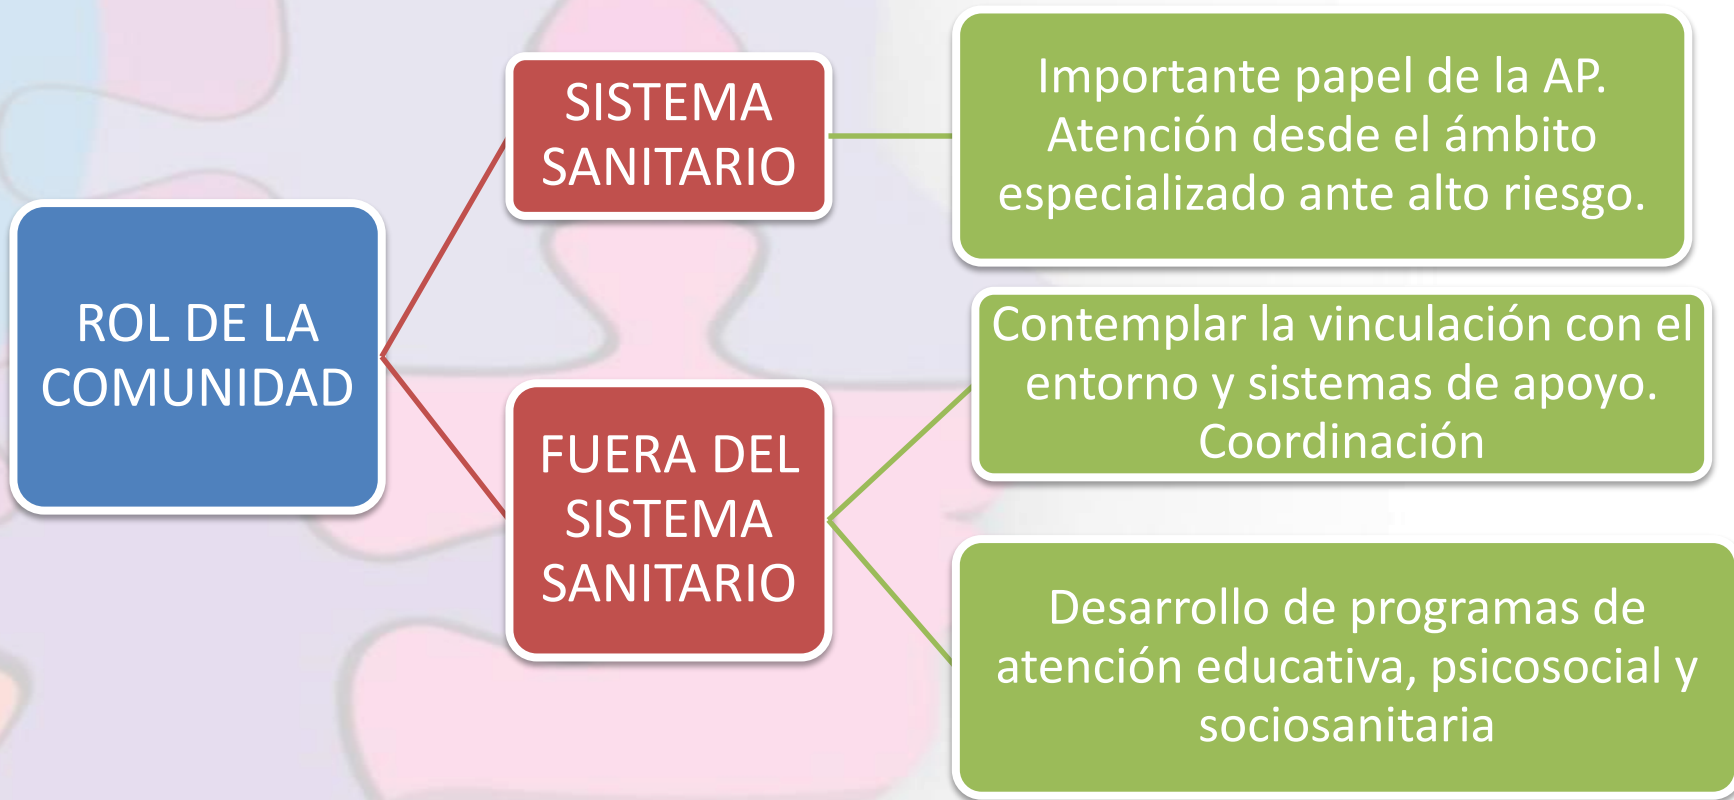 ROL DE LA
COMUNIDAD
SISTEMA
SANITARIO
Importante papel de la AP.
Atención desde el ámbito
especializado ante alto riesgo.
FUERA DEL
SISTEMA
SANITARIO
Contemplar la vinculación con el
entorno y sistemas de apoyo.
Coordinación
Desarrollo de programas de
atención educativa, psicosocial y
sociosanitaria